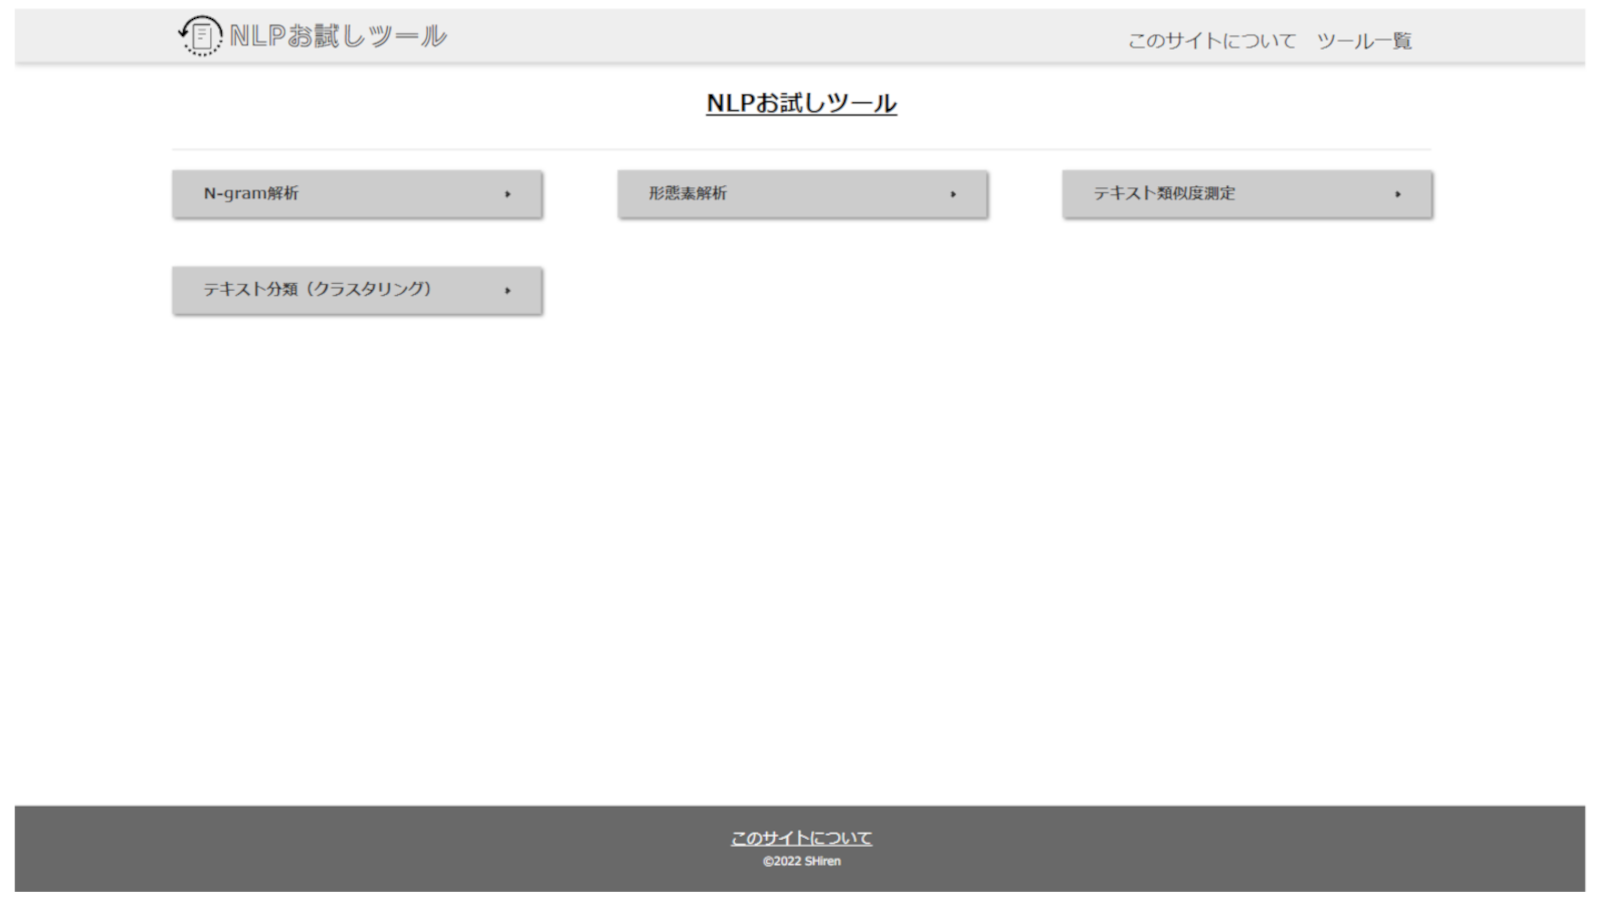 NLPお試しツール
このサイトについて ツール一覧
NLPお試しツール
N-gram解析
形態素解析
テキスト類似度測定
テキスト分類（クラスタリング）
このサイトについて
©2022 SHiren